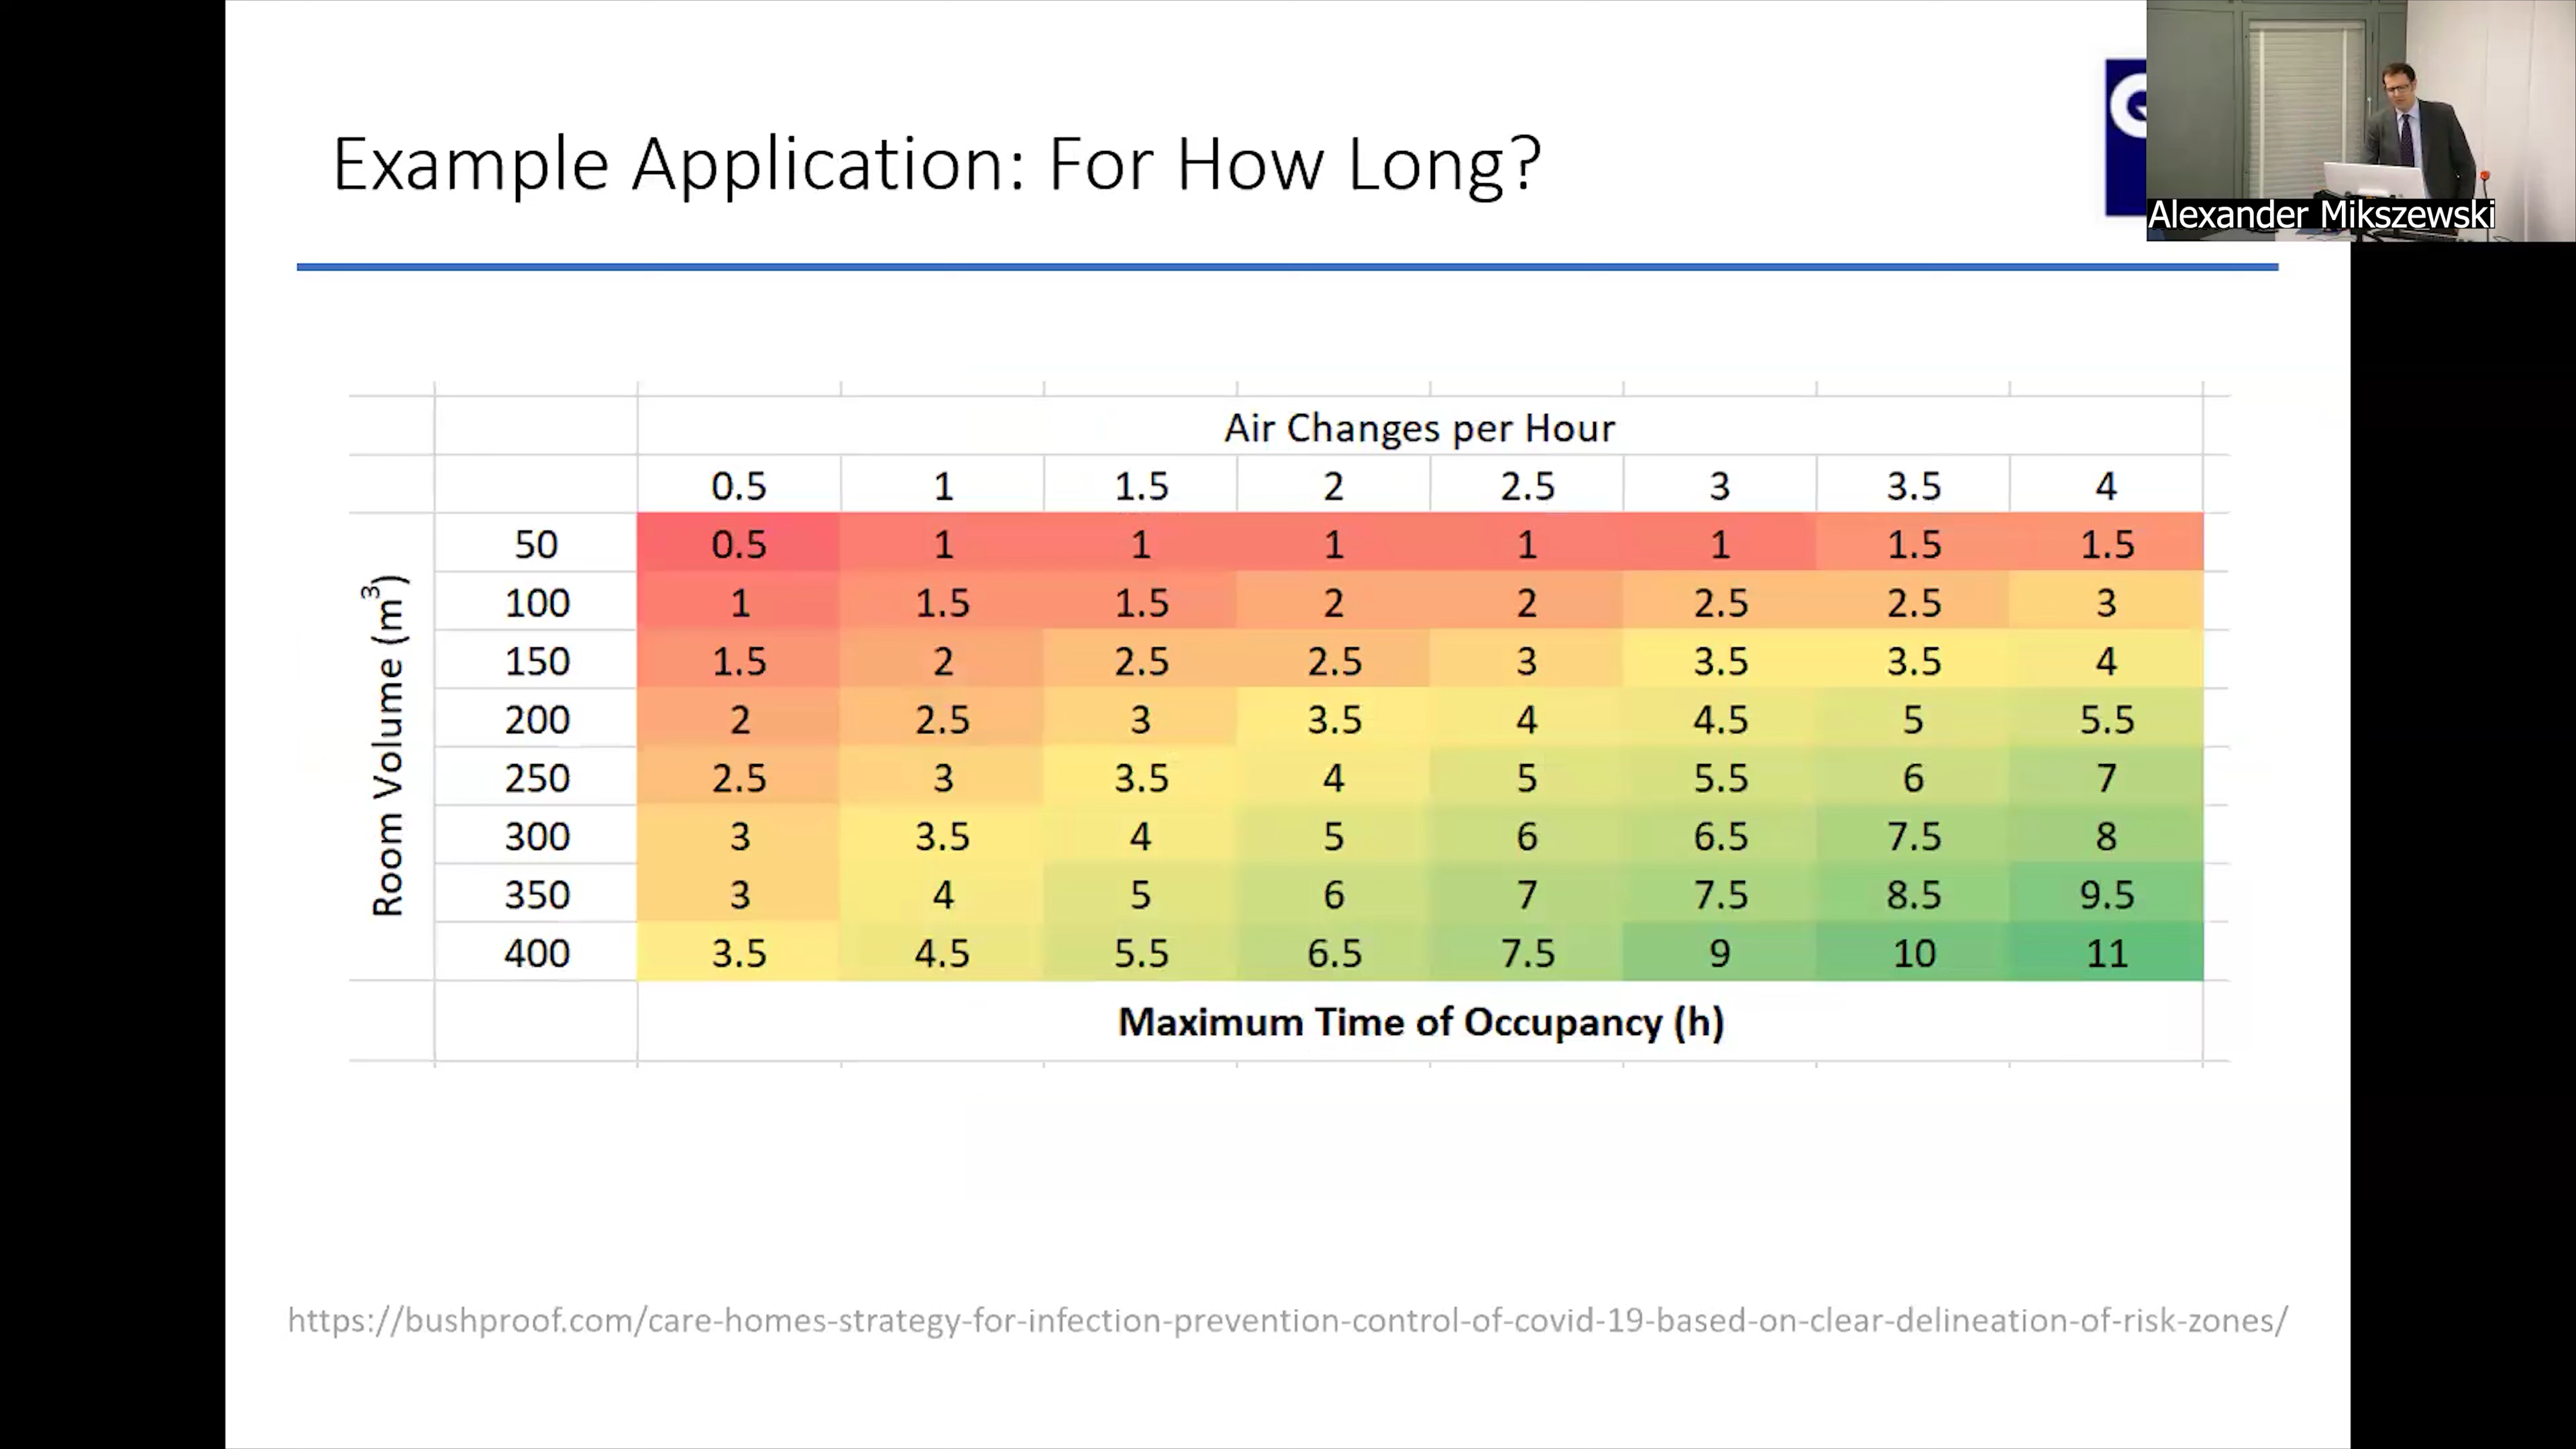 Example Application: For How Long?
Alexander Mikszewski
Air Changes per Hour
0.5 1 1.5 2 2.5 3 3.5 4
Room Volume (m³)
50 0.5 1 1 1 1 1 1.5 1.5
100 1 1.5 1.5 2 2 2.5 2.5 3
150 1.5 2 2.5 2.5 3 3.5 3.5 4
200 2 2.5 3 3.5 4 4.5 5 5.5
250 2.5 3 3.5 4 5 5.5 6 7
300 3 3.5 4 5 6 6.5 7.5 8
350 3 4 5 6 7 7.5 8.5 9.5
400 3.5 4.5 5.5 6.5 7.5 9 10 11
Maximum Time of Occupancy (h)
https://bushproof.com/care-homes-strategy-for-infection-prevention-control-of-covid-19-based-on-clear-delineation-of-risk-zones/